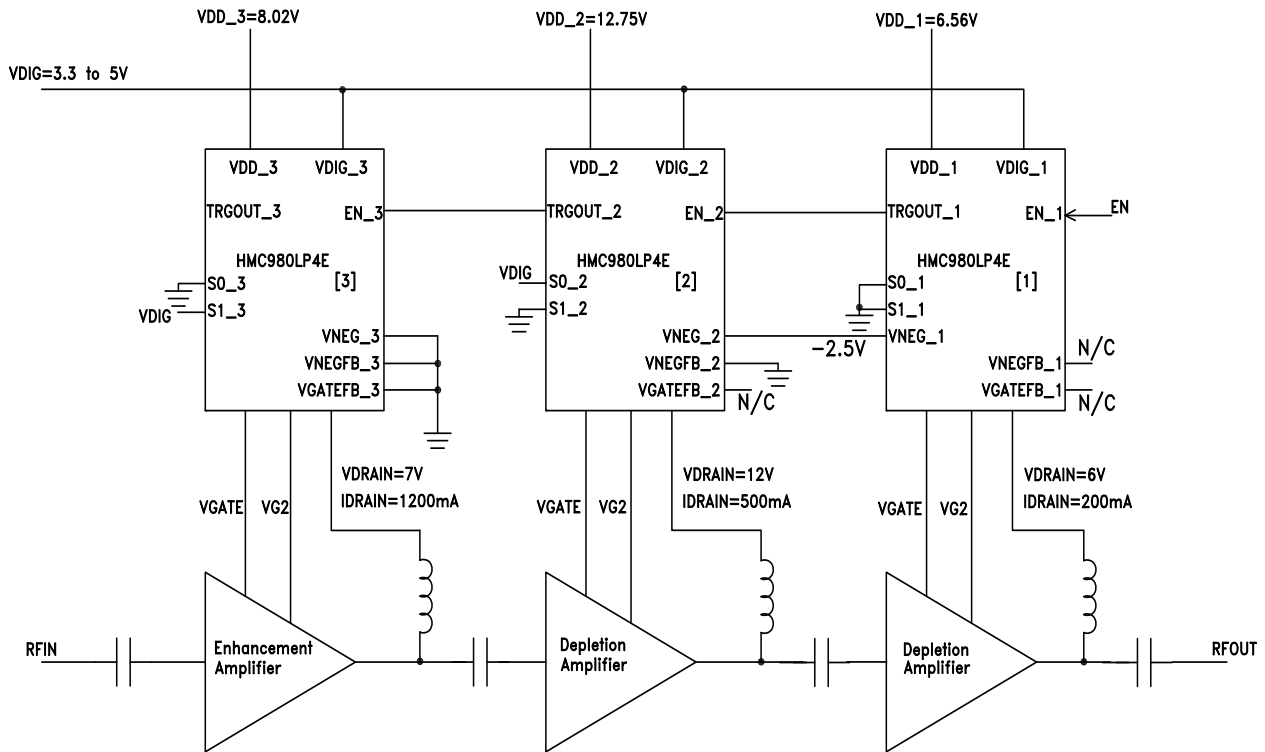 VDD_3=8.02V
VDD_2=12.75V
VDD_1=6.56V
VDIG=3.3 to 5V
VDD_3
VDIG_3
TRGOUT_3
EN_3
HMC980LP4E
[3]
S0_3
VDIG
S1_3
VNEG_3
VNEGFB_3
VGATEFB_3
VDD_2
VDIG_2
TRGOUT_2
EN_2
HMC980LP4E
[2]
VDIG
S0_2
S1_2
VNEG_2
VNEGFB_2
VGATEFB_2
N/C
-2.5V
VDD_1
VDIG_1
TRGOUT_1
EN_1
EN
HMC980LP4E
[1]
S0_1
S1_1
VNEG_1
VNEGFB_1
N/C
VGATEFB_1
N/C
VGATE
VG2
VDRAIN=7V
IDRAIN=1200mA
VGATE
VG2
VDRAIN=12V
IDRAIN=500mA
VGATE
VG2
VDRAIN=6V
IDRAIN=200mA
RFIN
Enhancement
Amplifier
Depletion
Amplifier
Depletion
Amplifier
RFOUT